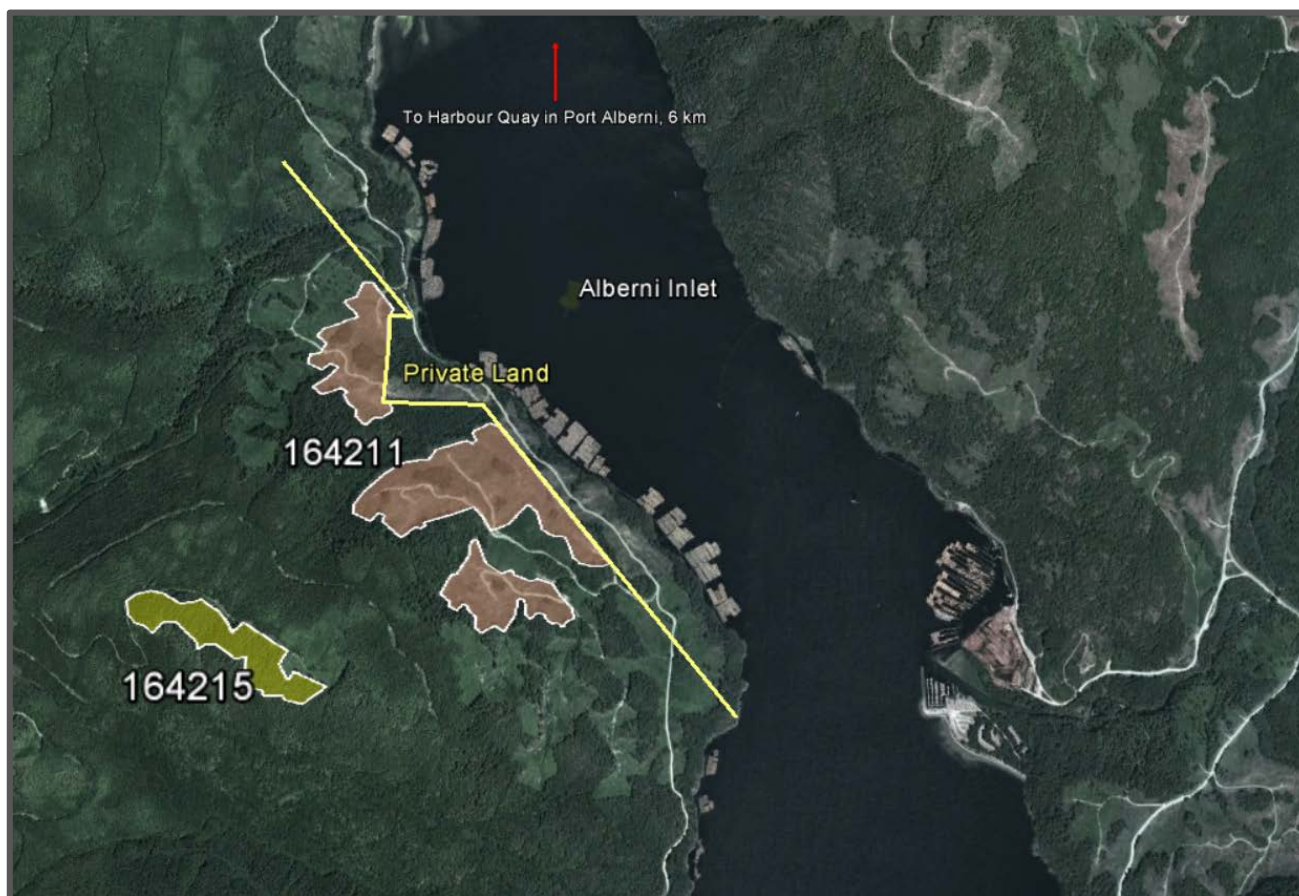 To Harbour Quay in Port Alberni, 6 km
Alberni Inlet
Private Land
164211
164215